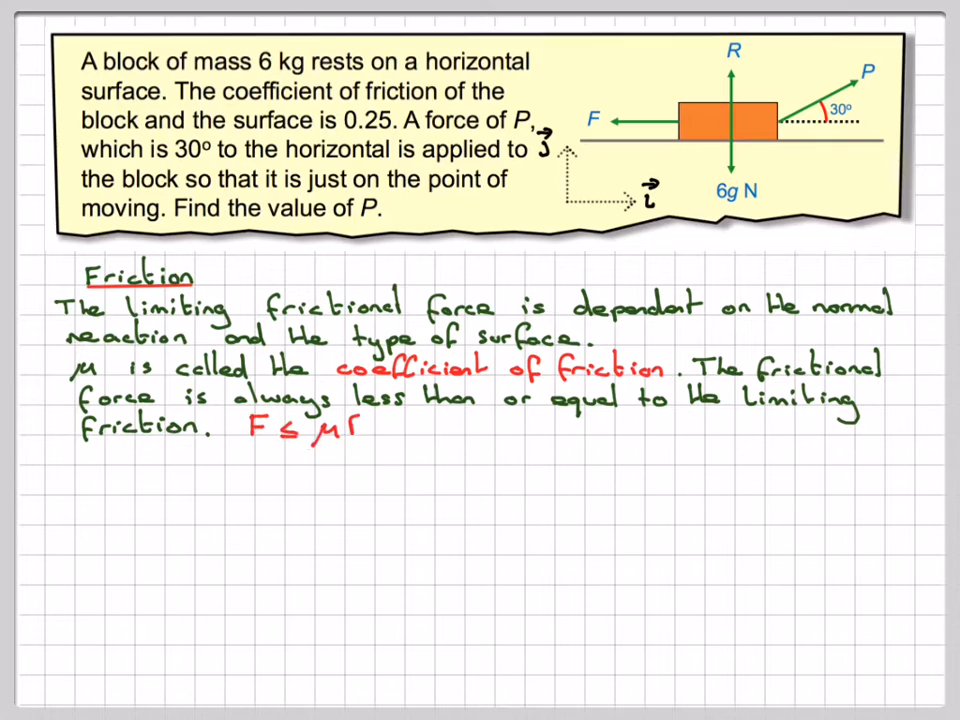 A block of mass 6 kg rests on a horizontal
surface. The coefficient of friction of the
block and the surface is 0.25. A force of P,
which is 30º to the horizontal is applied to
the block so that it is just on the point of
moving. Find the value of P.
R
P
F
30º
6g N
j
i
Friction
The limiting frictional force is dependent on the normal
reaction and the type of surface.
μ is called the coefficient of friction. The frictional
force is always less than or equal to the limiting
friction. F ≤ μ